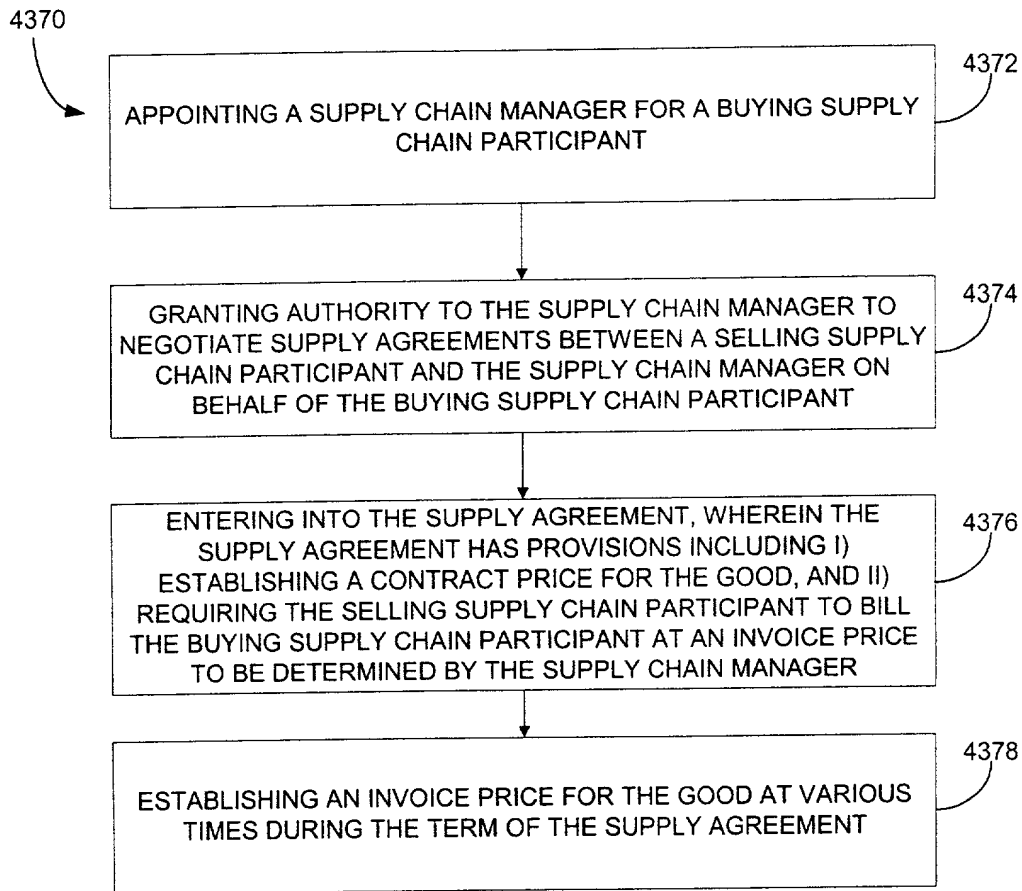 4370
4372
APPOINTING A SUPPLY CHAIN MANAGER FOR A BUYING SUPPLY
CHAIN PARTICIPANT
4374
GRANTING AUTHORITY TO THE SUPPLY CHAIN MANAGER TO
NEGOTIATE SUPPLY AGREEMENTS BETWEEN A SELLING SUPPLY
CHAIN PARTICIPANT AND THE SUPPLY CHAIN MANAGER ON
BEHALF OF THE BUYING SUPPLY CHAIN PARTICIPANT
4376
ENTERING INTO THE SUPPLY AGREEMENT, WHEREIN THE
SUPPLY AGREEMENT HAS PROVISIONS INCLUDING I)
ESTABLISHING A CONTRACT PRICE FOR THE GOOD, AND II)
REQUIRING THE SELLING SUPPLY CHAIN PARTICIPANT TO BILL
THE BUYING SUPPLY CHAIN PARTICIPANT AT AN INVOICE PRICE
TO BE DETERMINED BY THE SUPPLY CHAIN MANAGER
4378
ESTABLISHING AN INVOICE PRICE FOR THE GOOD AT VARIOUS
TIMES DURING THE TERM OF THE SUPPLY AGREEMENT